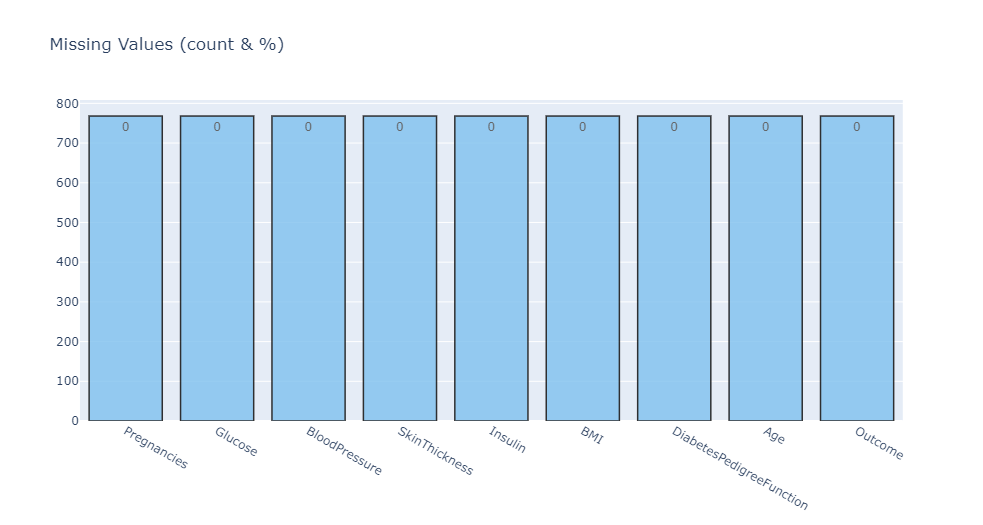 Missing Values (count & %)
800
700
600
500
400
300
200
100
0
0 0 0 0 0 0 0 0 0
Pregnancies
Glucose
BloodPressure
SkinThickness
Insulin
BMI
DiabetesPedigreeFunction
Age
Outcome